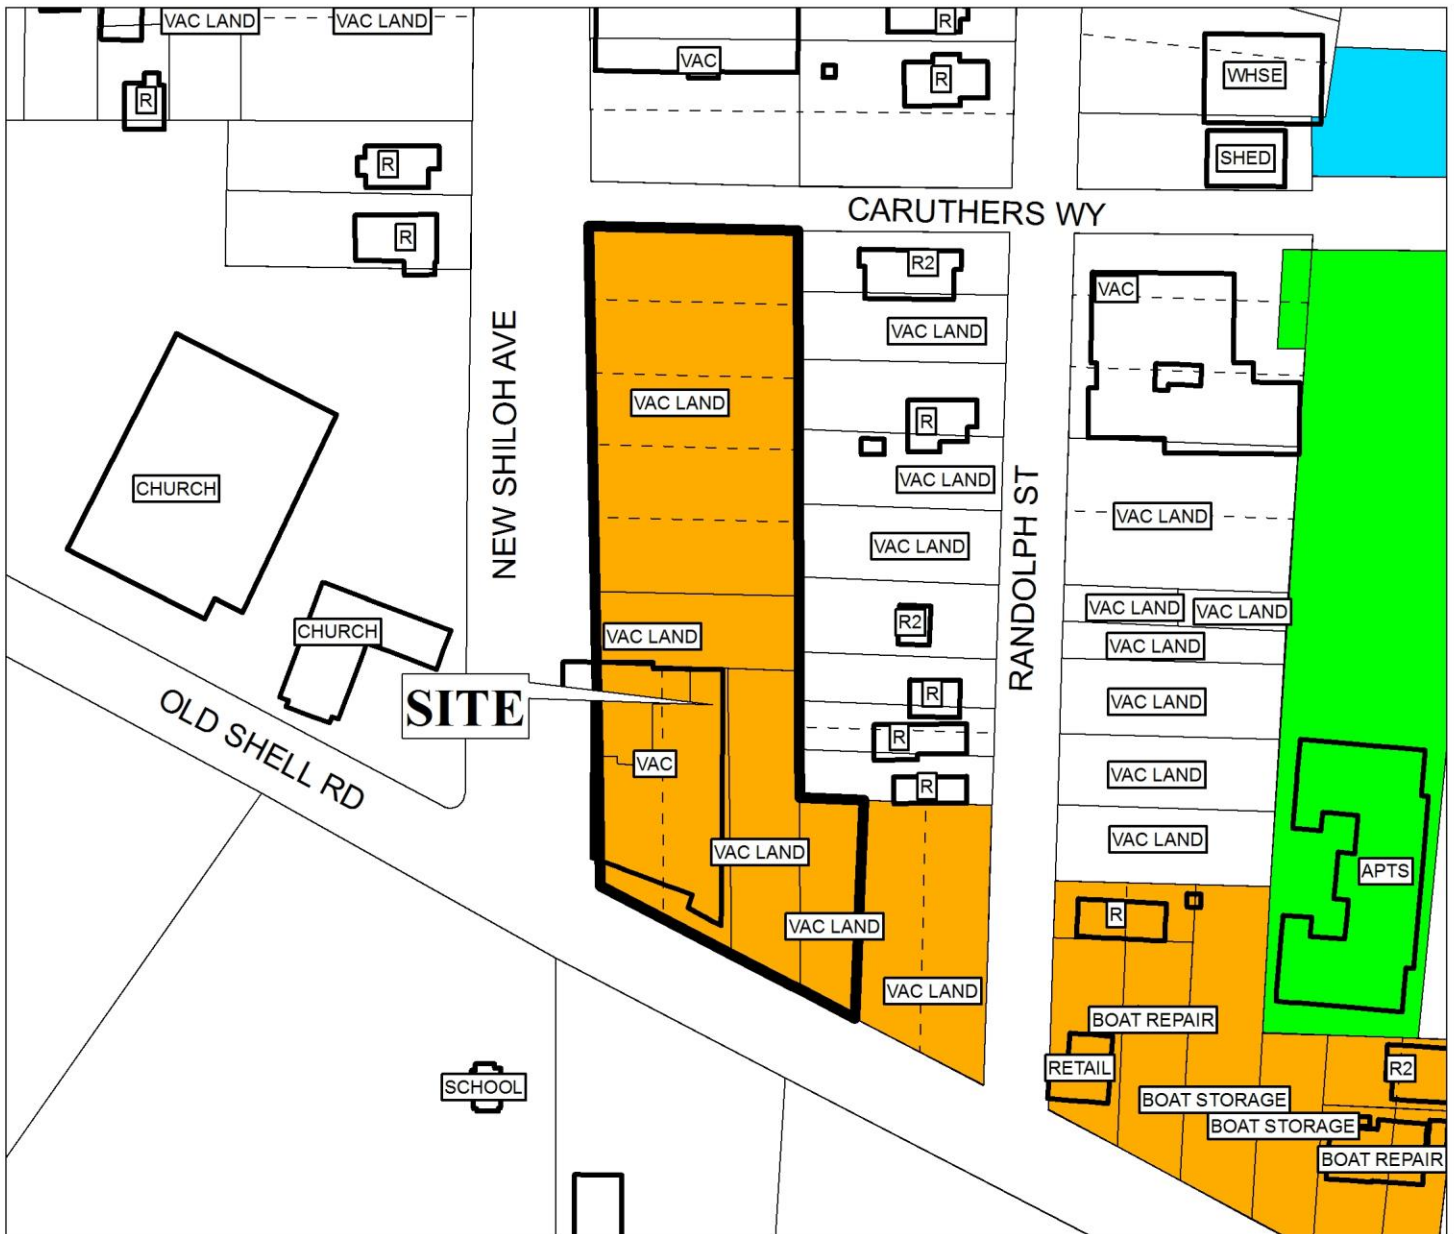 VAC LAND
VAC LAND
R
VAC
R
WHSE
R
R
SHED
R
CARUTHERS WY
R
R2
VAC
VAC LAND
NEW SHILOH AVE
VAC LAND
R
CHURCH
VAC LAND
RANDOLPH ST
VAC LAND
VAC LAND
VAC LAND
VAC LAND
R2
CHURCH
VAC LAND
VAC LAND
OLD SHELL RD
SITE
R
VAC LAND
R
VAC
VAC LAND
R
VAC LAND
VAC LAND
APTS
VAC LAND
R
VAC LAND
BOAT REPAIR
RETAIL
R2
SCHOOL
BOAT STORAGE
BOAT STORAGE
BOAT REPAIR